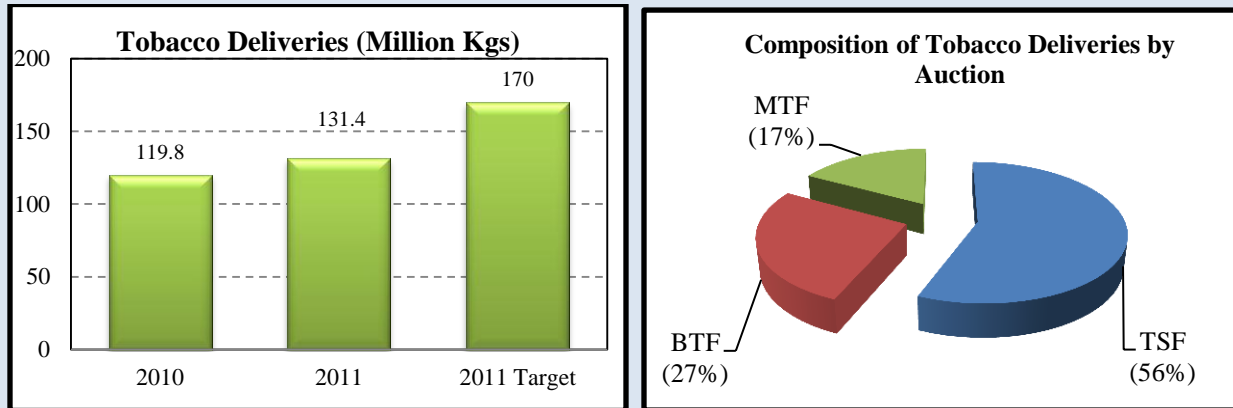 Tobacco Deliveries (Million Kgs)
200
150
100
50
0
119.8
131.4
170
2010
2011
2011 Target
Composition of Tobacco Deliveries by
Auction
MTF
(17%)
BTF
(27%)
TSF
(56%)